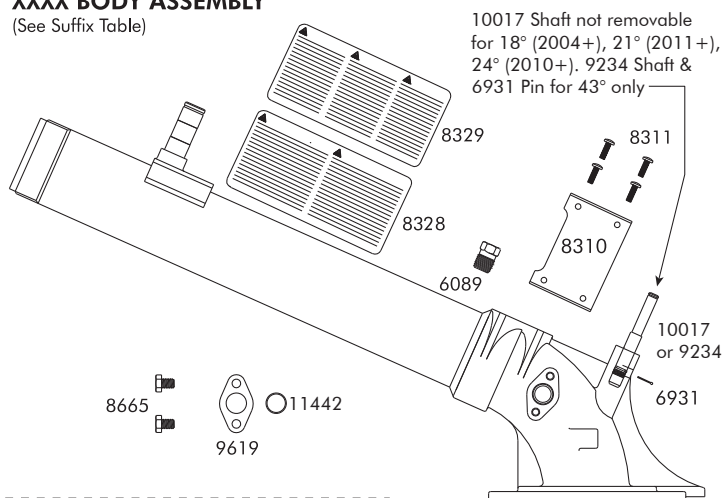 XXXX BODY ASSEMBLY
(See Suffix Table)
10017 Shaft not removable
for 18° (2004+), 21° (2011+),
24° (2010+). 9234 Shaft &
6931 Pin for 43° only
8329
8311
8328
8310
6089
10017
or 9234
8665
11442
6931
9619